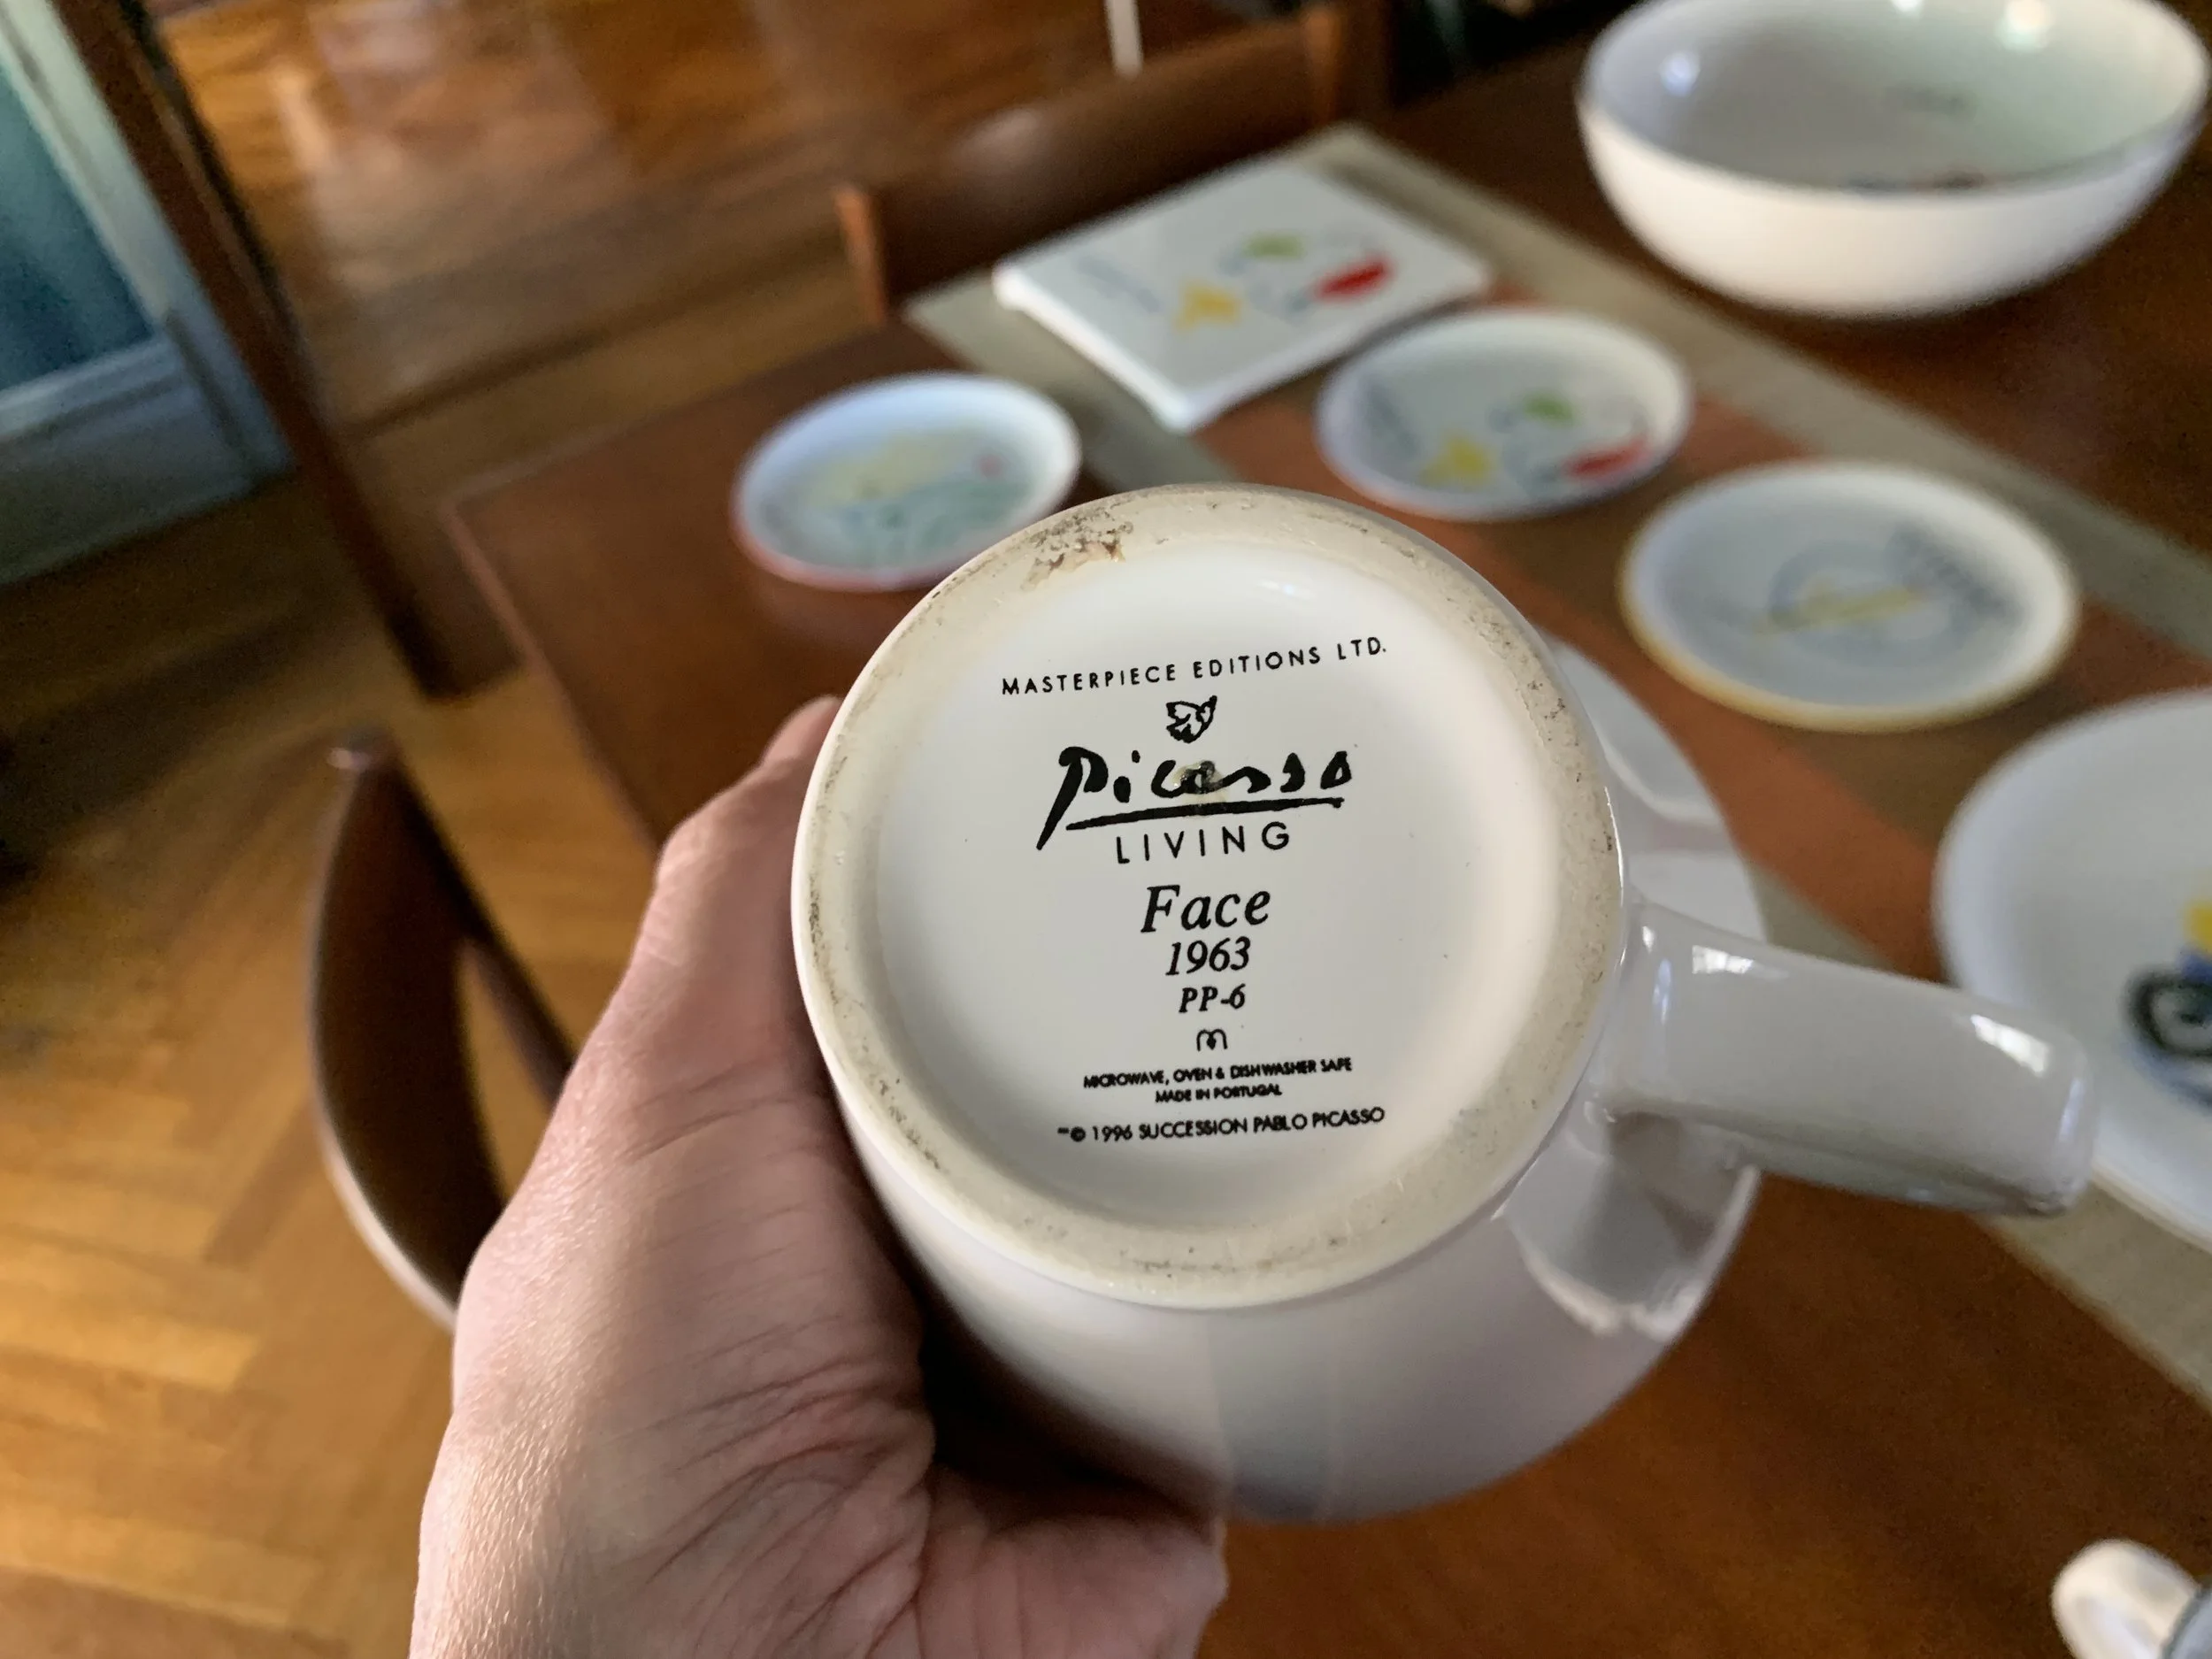 MASTERPIECE EDITIONS LTD.
Picasso
LIVING
Face
1963
PP-6
MICROWAVE, OVEN & DISHWASHER SAFE
MADE IN PORTUGAL
™© 1996 SUCCESSION PABLO PICASSO